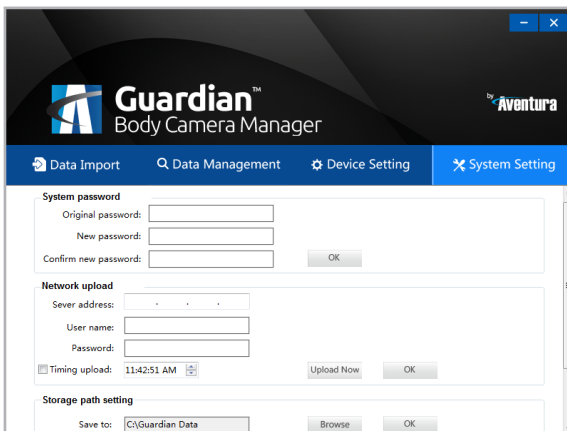 Guardian™
Body Camera Manager
by Aventura
Data Import Data Management Device Setting System Setting
System password
Original password:
New password:
Confirm new password: OK
Network upload
Sever address: . . .
User name:
Password:
Timing upload: 11:42:51 AM Upload Now OK
Storage path setting
Save to: C:\Guardian Data Browse OK